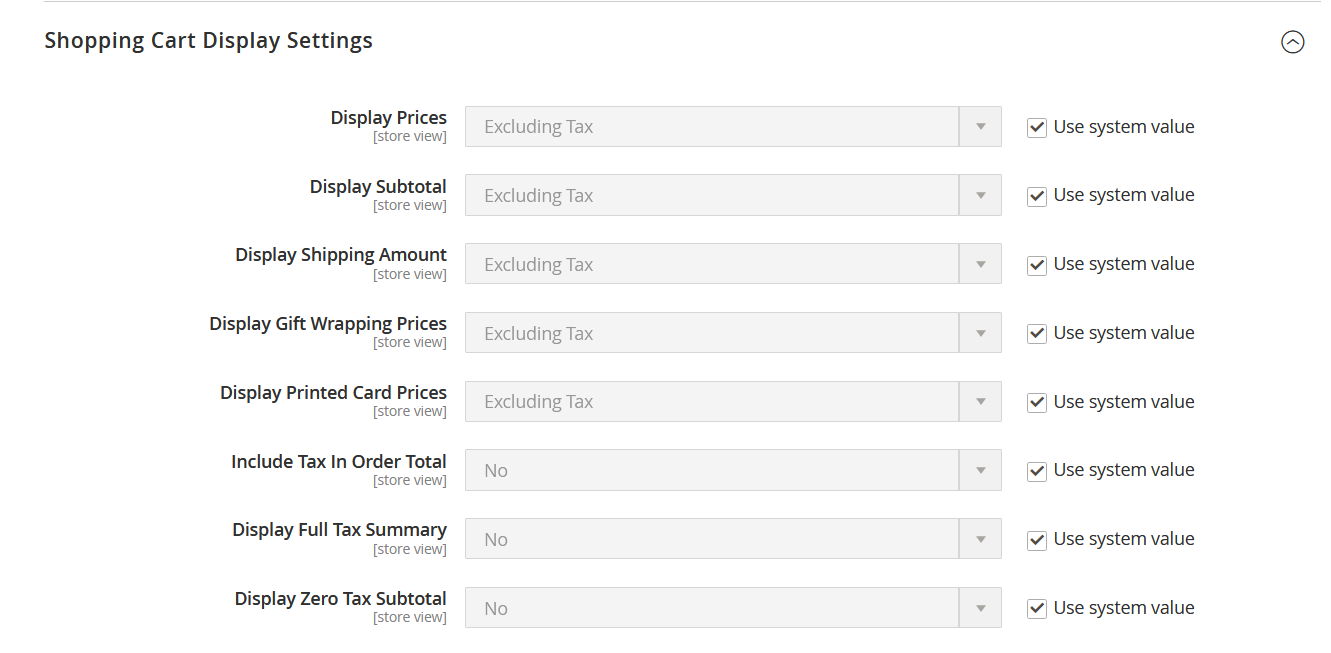 Shopping Cart Display Settings
Display Prices
[store view]
Excluding Tax
Use system value
Display Subtotal
[store view]
Excluding Tax
Use system value
Display Shipping Amount
[store view]
Excluding Tax
Use system value
Display Gift Wrapping Prices
[store view]
Excluding Tax
Use system value
Display Printed Card Prices
[store view]
Excluding Tax
Use system value
Include Tax In Order Total
[store view]
No
Use system value
Display Full Tax Summary
[store view]
No
Use system value
Display Zero Tax Subtotal
[store view]
No
Use system value